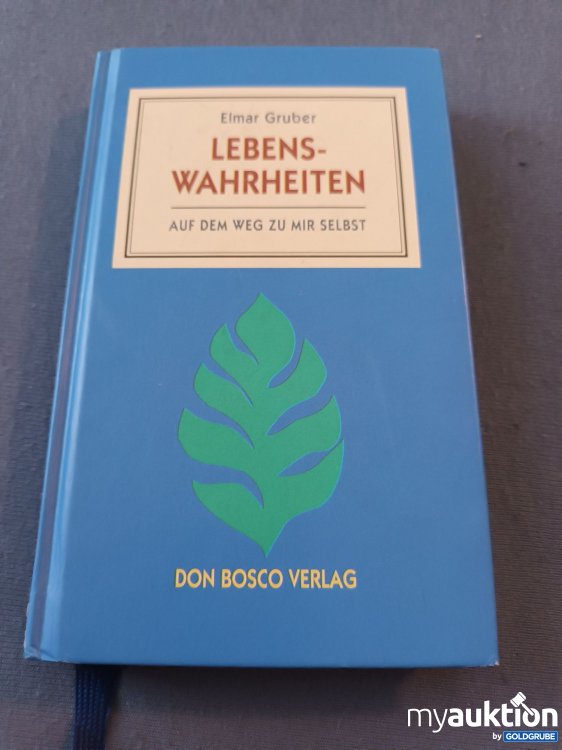 Elmar Gruber
LEBENS-
WAHRHEITEN
AUF DEM WEG ZU MIR SELBST
DON BOSCO VERLAG
myauktion
by GOLDGRUBE